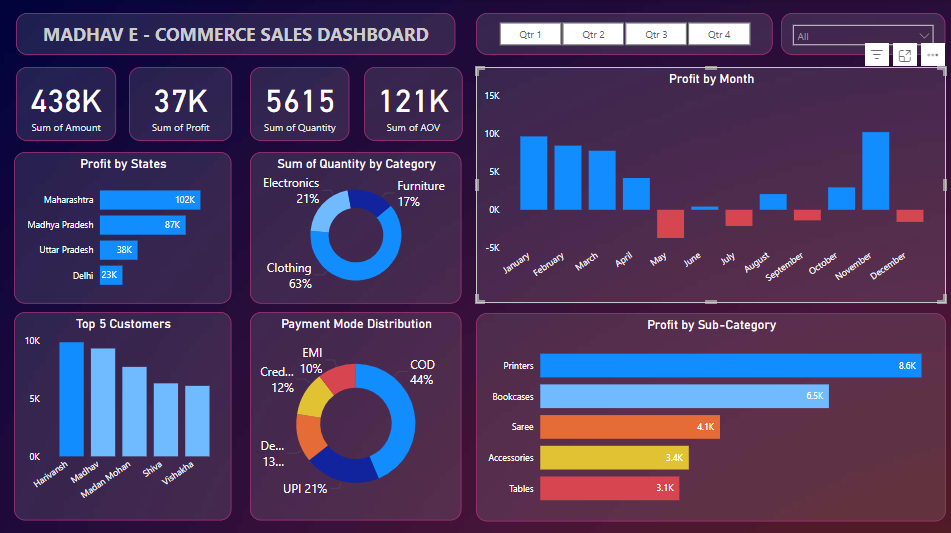 MADHAV E - COMMERCE SALES DASHBOARD
Qtr 1
Qtr 2
Qtr 3
Qtr 4
All
438K
Sum of Amount
37K
Sum of Profit
5615
Sum of Quantity
121K
Sum of AOV
Profit by Month
15K
10K
5K
0K
-5K
January
February
March
April
May
June
July
August
September
October
November
December
Profit by States
Maharashtra
102K
Madhya Pradesh
87K
Uttar Pradesh
38K
Delhi
23K
Sum of Quantity by Category
Electronics
21%
Furniture
17%
Clothing
63%
Top 5 Customers
10K
5K
0K
Harivansh
Madhav
Madan Mohan
Shiva
Vishakha
Payment Mode Distribution
EMI
10%
COD
44%
Cred...
12%
De...
13...
UPI 21%
Profit by Sub-Category
Printers
8.6K
Bookcases
6.5K
Saree
4.1K
Accessories
3.4K
Tables
3.1K